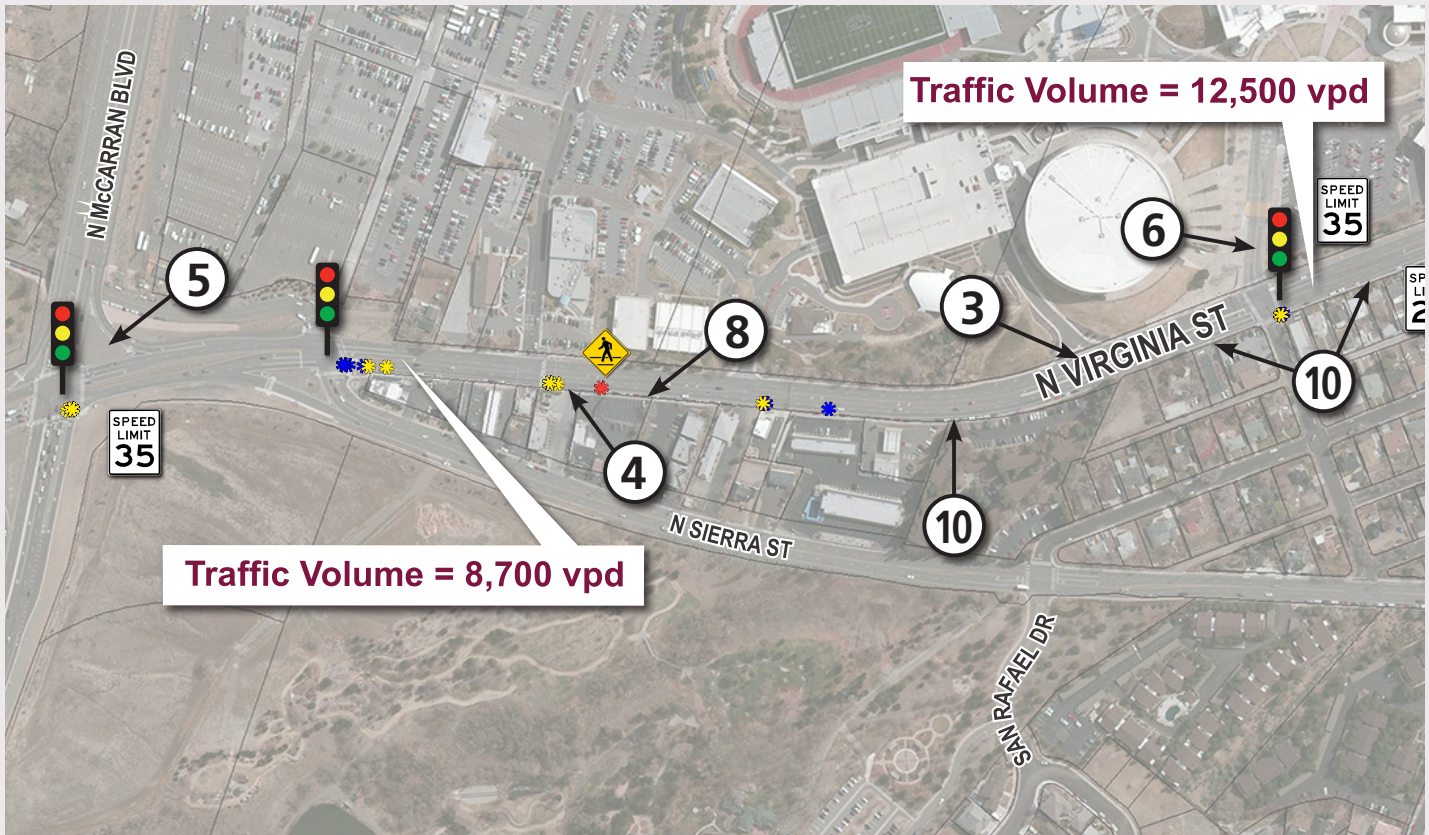 N McCARRAN BLVD
Traffic Volume = 12,500 vpd
SPEED
LIMIT
35
6
5
3
8
N VIRGINIA ST
10
SPEED
LIMIT
35
4
10
N SIERRA ST
Traffic Volume = 8,700 vpd
SAN RAFAEL DR